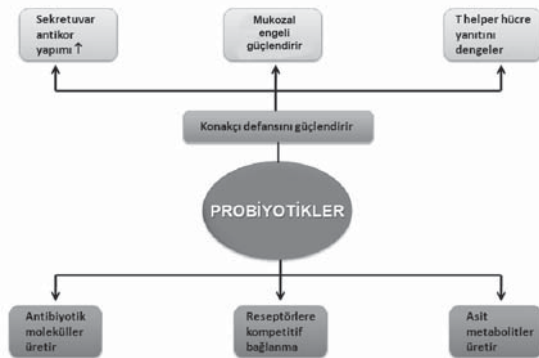 Sekretuvar
antikor
yapımı ↑
Mukozal
engeli
güçlendirir
T helper hücre
yanıtını
dengeler
Konakçı defansını güçlendirir
PROBİYOTİKLER
Antibiyotik
moleküller
üretir
Reseptörlere
kompetitif
bağlanma
Asit
metabolitler
üretir